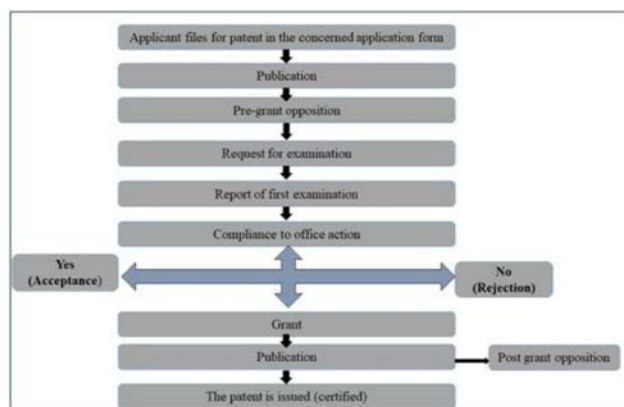 Applicant files for patent in the concerned application form
Publication
Pre-grant opposition
Request for examination
Report of first examination
Compliance to office action
Yes
(Acceptance)
No
(Rejection)
Grant
Publication
Post grant opposition
The patent is issued (certified)